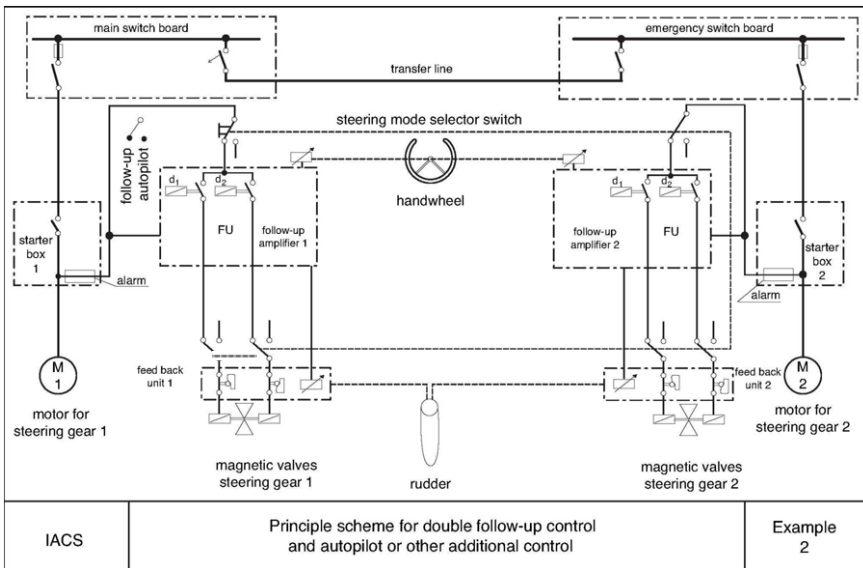 main switch board
emergency switch board
transfer line
steering mode selector switch
follow-up
autopilot
handwheel
d1
d2
FU
follow-up
amplifier 1
d1
d2
follow-up
amplifier 2
FU
starter
box
1
alarm
starter
box
2
alarm
M
1
motor for
steering gear 1
feed back
unit 1
feed back
unit 2
M
2
motor for
steering gear 2
magnetic valves
steering gear 1
rudder
magnetic valves
steering gear 2
IACS
Principle scheme for double follow-up control
and autopilot or other additional control
Example
2